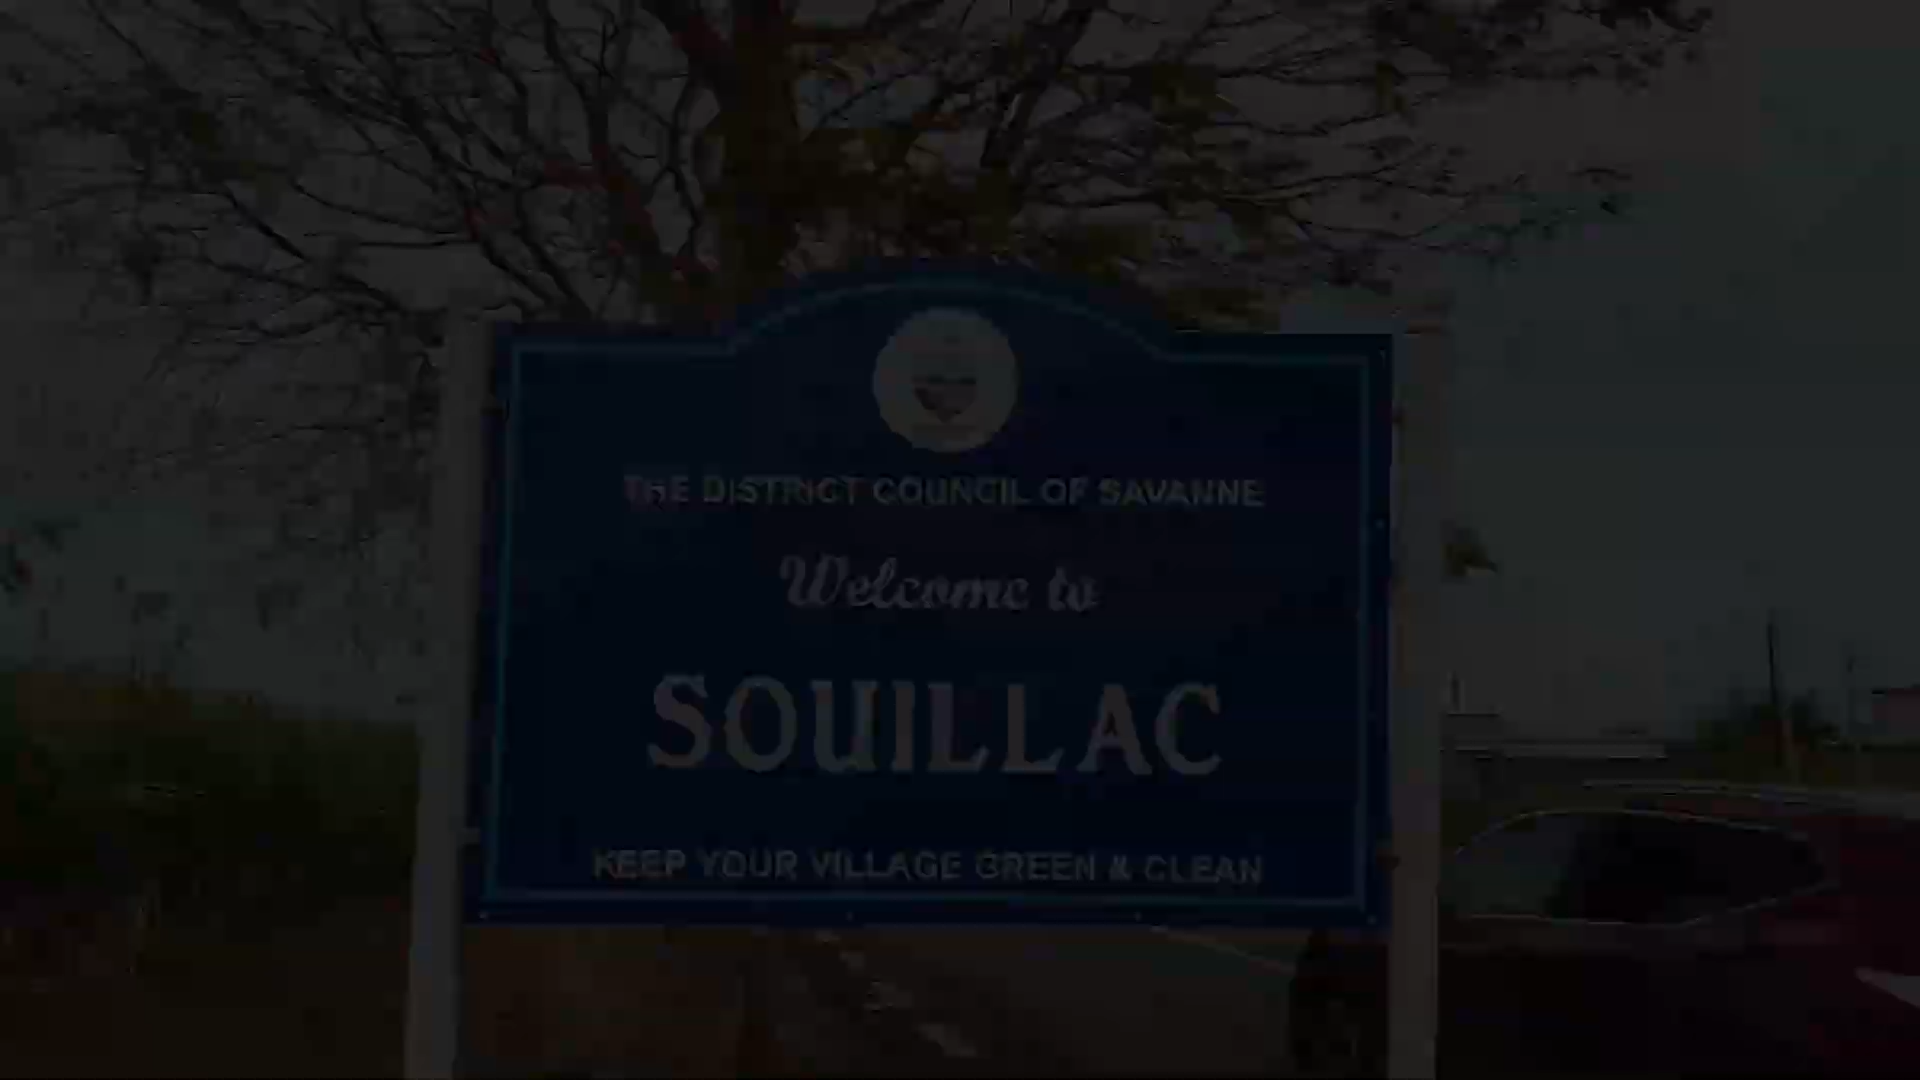 THE DISTRICT COUNCIL OF SAVANNE
Welcome to
SOUILLAC
KEEP YOUR VILLAGE GREEN & CLEAN